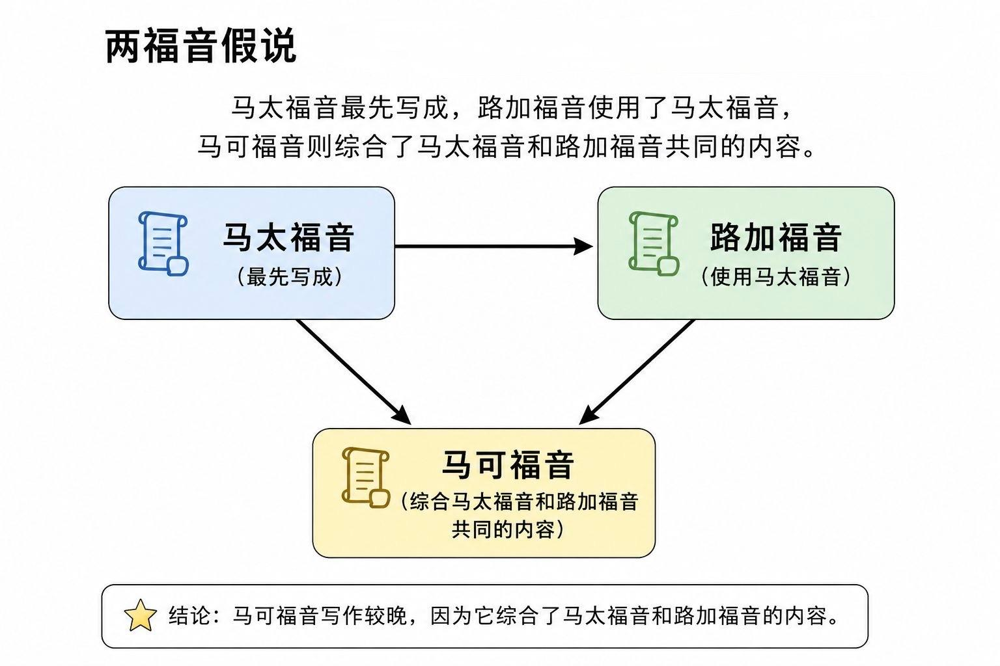 两福音假说
马太福音最先写成，路加福音使用了马太福音，
马可福音则综合了马太福音和路加福音共同的内容。
马太福音
（最先写成）
路加福音
（使用马太福音）
马可福音
（综合马太福音和路加福音
共同的内容）
结论：马可福音写作较晚，因为它综合了马太福音和路加福音的内容。